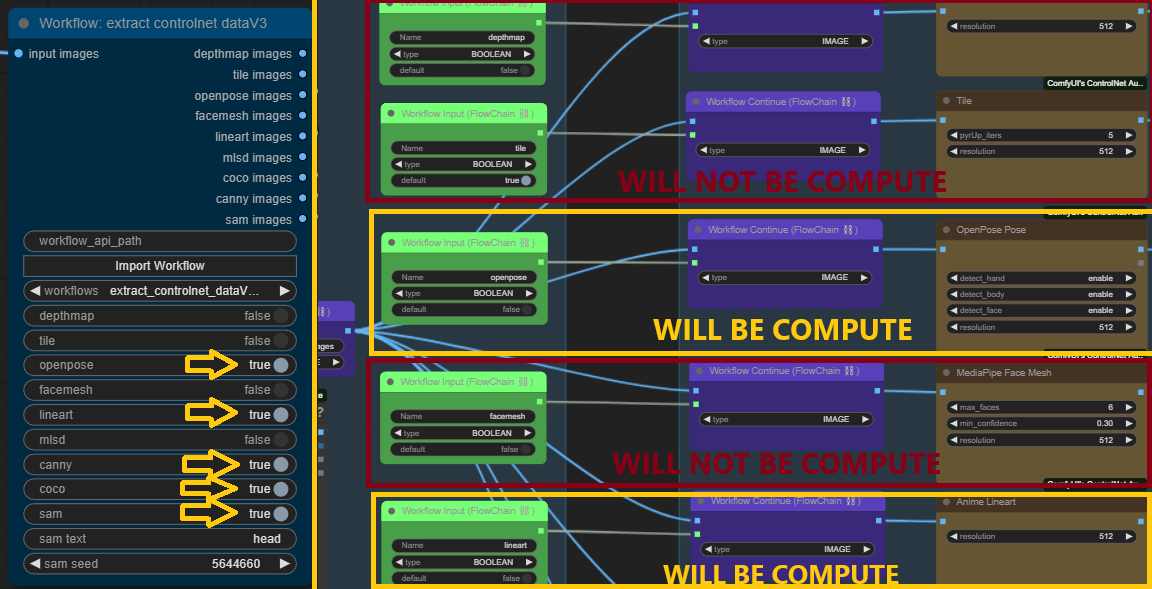 Workflow: extract controlnet dataV3
input images
depthmap images
tile images
openpose images
facemesh images
lineart images
mlsd images
coco images
canny images
sam images
workflow_api_path
Import Workflow
workflows extract_controlnet_dataV...
depthmap false
tile false
openpose true
facemesh false
lineart true
mlsd false
canny true
coco true
sam true
sam text head
sam seed 5644660
Workflow Input (FlowChain ⛓)
Name depthmap
type BOOLEAN
default false
type IMAGE
resolution 512
ComfyUI's ControlNet Au..
Workflow Input (FlowChain ⛓)
Name tile
type BOOLEAN
default true
Workflow Continue (FlowChain ⛓)
type IMAGE
Tile
pyrUp_iters 5
resolution 512
WILL NOT BE COMPUTE
Workflow Input (FlowChain ⛓)
Name openpose
type BOOLEAN
default false
Workflow Continue (FlowChain ⛓)
type IMAGE
OpenPose Pose
detect_hand enable
detect_body enable
detect_face enable
resolution 512
WILL BE COMPUTE
Workflow Input (FlowChain ⛓)
Name facemesh
type BOOLEAN
default false
Workflow Continue (FlowChain ⛓)
type IMAGE
MediaPipe Face Mesh
max_faces 6
min_confidence 0.30
resolution 512
WILL NOT BE COMPUTE
Workflow Input (FlowChain ⛓)
Name lineart
type BOOLEAN
default false
Workflow Continue (FlowChain ⛓)
type IMAGE
Anime Lineart
resolution 512
WILL BE COMPUTE